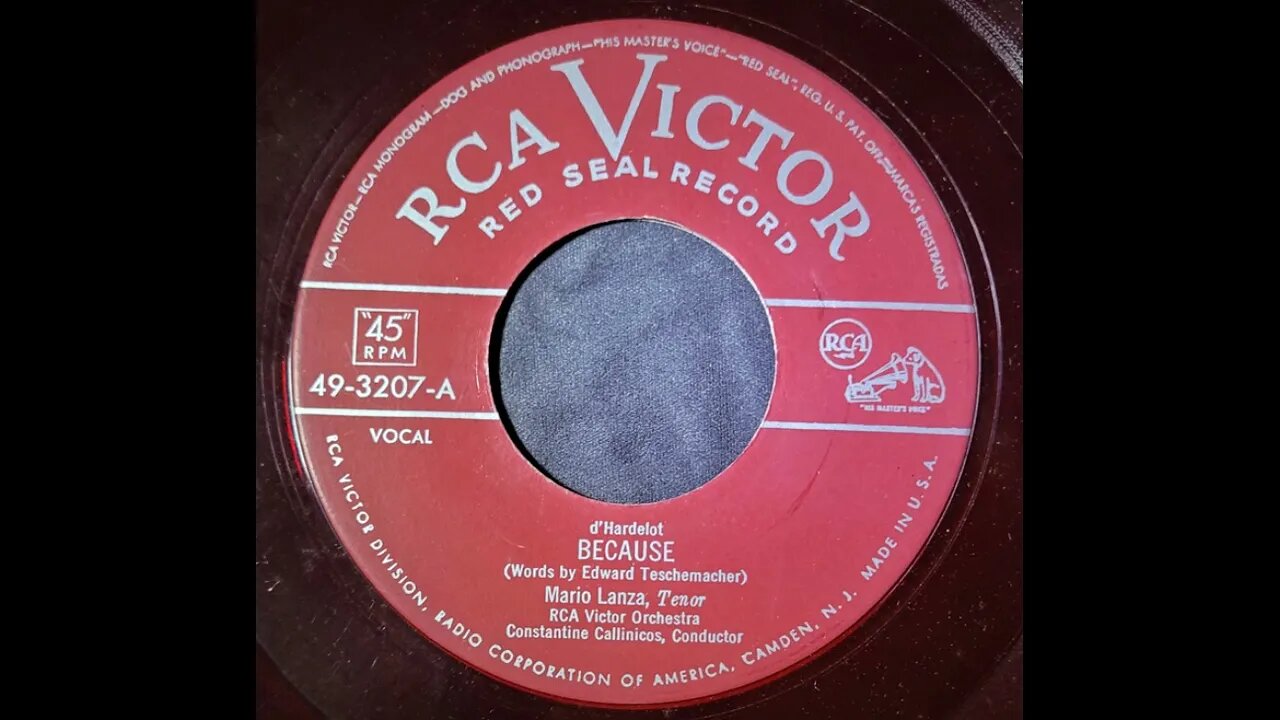 RCA VICTOR—RCA MONOGRAM—DOG AND PHONOGRAPH—"HIS MASTER'S VOICE"—"RED SEAL", REG. U. S. PAT. OFF.—MARCAS REGISTRADAS
RCA VICTOR
RED SEAL RECORD
"45"
RPM
49-3207-A
VOCAL
RCA
"HIS MASTER'S VOICE"
d'Hardelot
BECAUSE
(Words by Edward Teschemacher)
Mario Lanza, Tenor
RCA Victor Orchestra
Constantine Callinicos, Conductor
RCA VICTOR DIVISION, RADIO CORPORATION OF AMERICA, CAMDEN, N. J. MADE IN U. S. A.